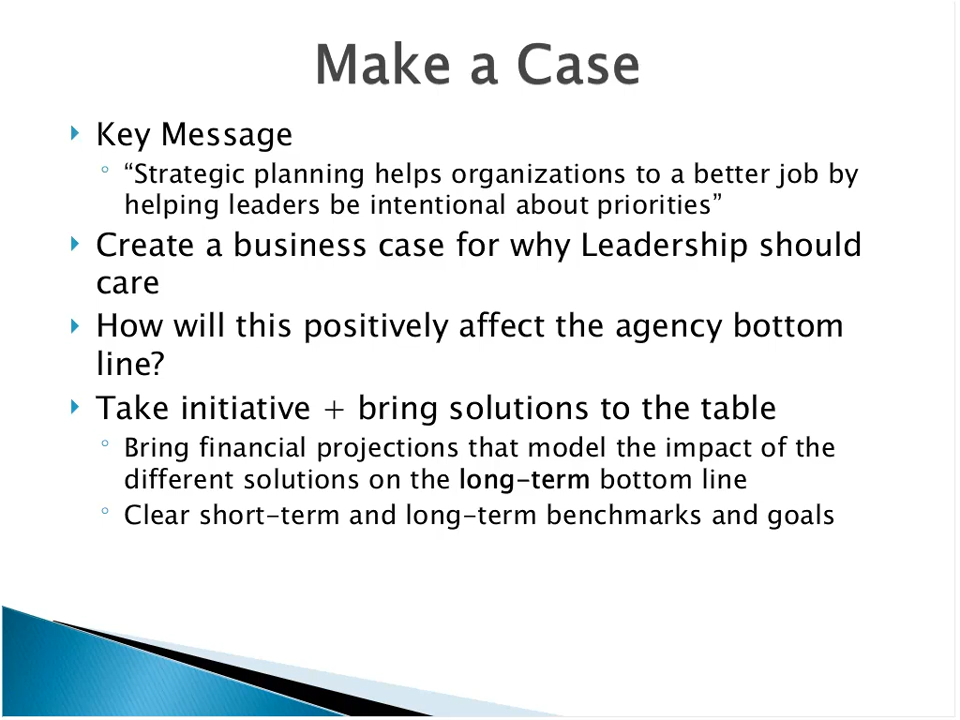 Make a Case
Key Message
“Strategic planning helps organizations to a better job by
helping leaders be intentional about priorities”
Create a business case for why Leadership should
care
How will this positively affect the agency bottom
line?
Take initiative + bring solutions to the table
Bring financial projections that model the impact of the
different solutions on the long-term bottom line
Clear short-term and long-term benchmarks and goals